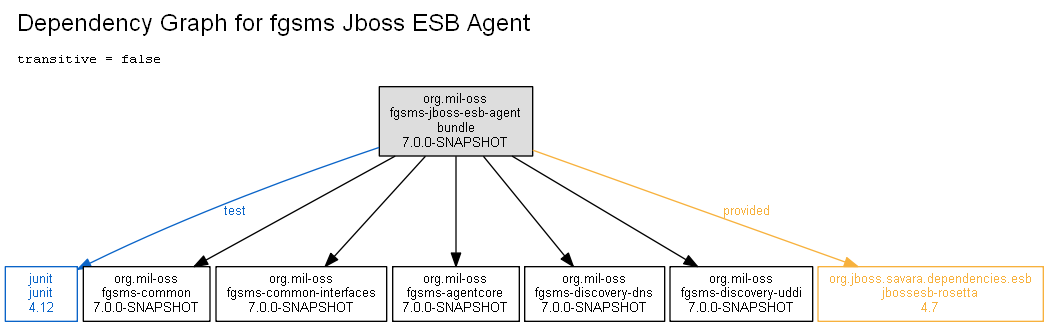 Dependency Graph for fgsms Jboss ESB Agent
transitive = false
org.mil-oss
fgsms-jboss-esb-agent
bundle
7.0.0-SNAPSHOT
test
provided
junit
junit
4.12
org.mil-oss
fgsms-common
7.0.0-SNAPSHOT
org.mil-oss
fgsms-common-interfaces
7.0.0-SNAPSHOT
org.mil-oss
fgsms-agentcore
7.0.0-SNAPSHOT
org.mil-oss
fgsms-discovery-dns
7.0.0-SNAPSHOT
org.mil-oss
fgsms-discovery-uddi
7.0.0-SNAPSHOT
org.jboss.savara.dependencies.esb
jbossesb-rosetta
4.7